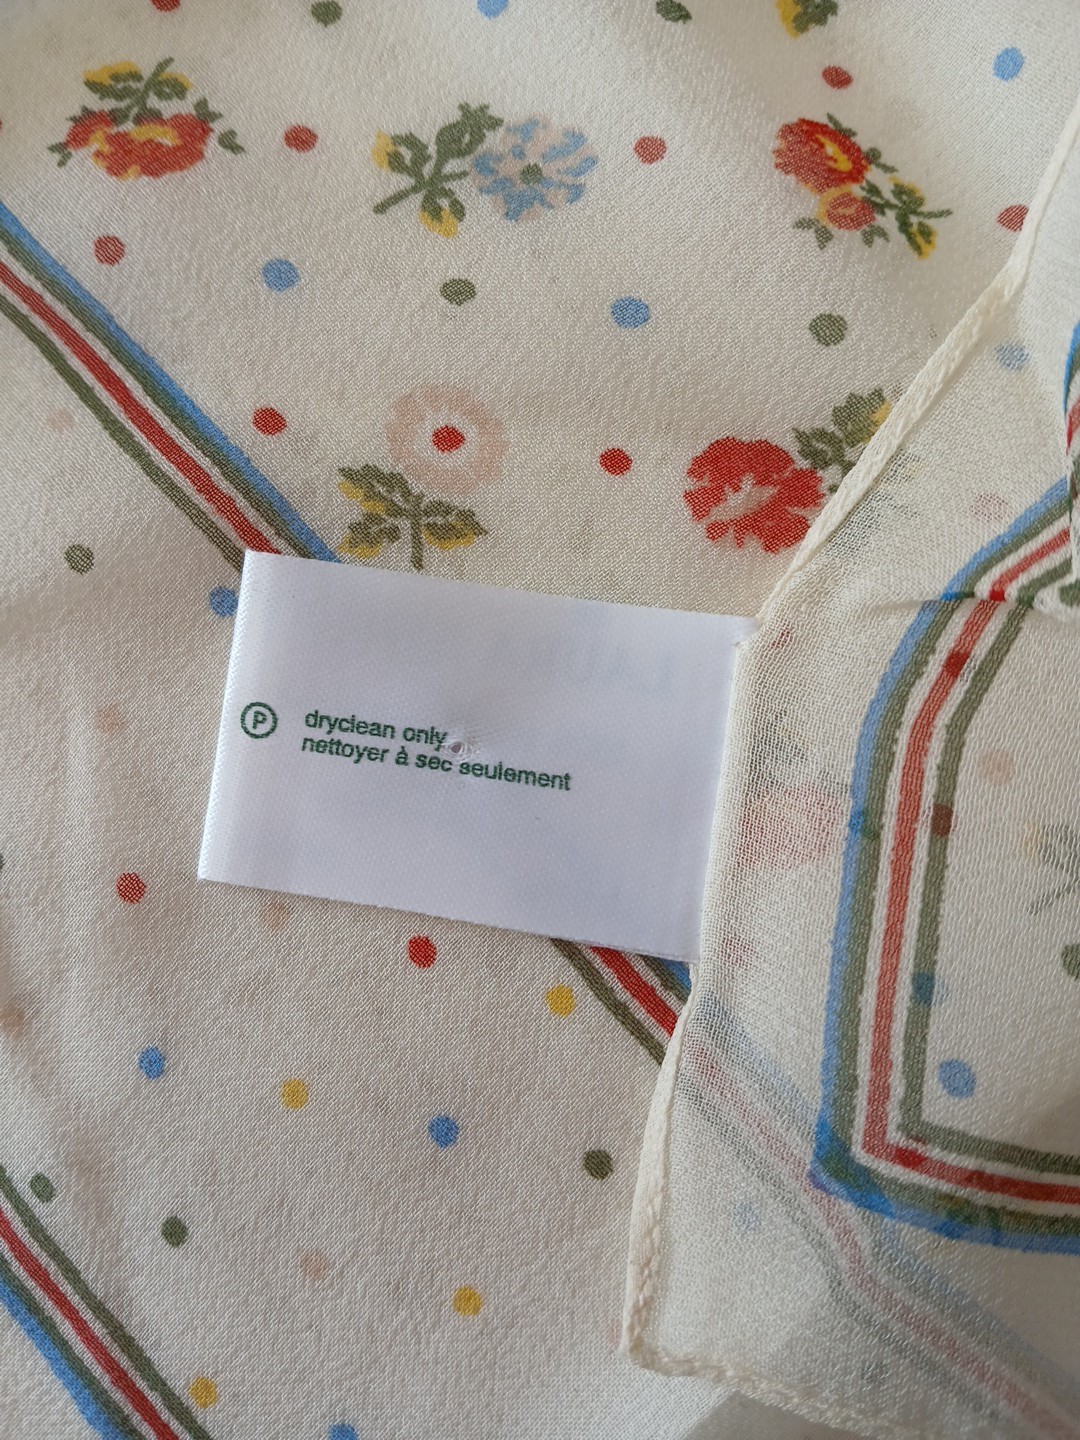 Ⓟ dryclean only
nettoyer à sec seulement